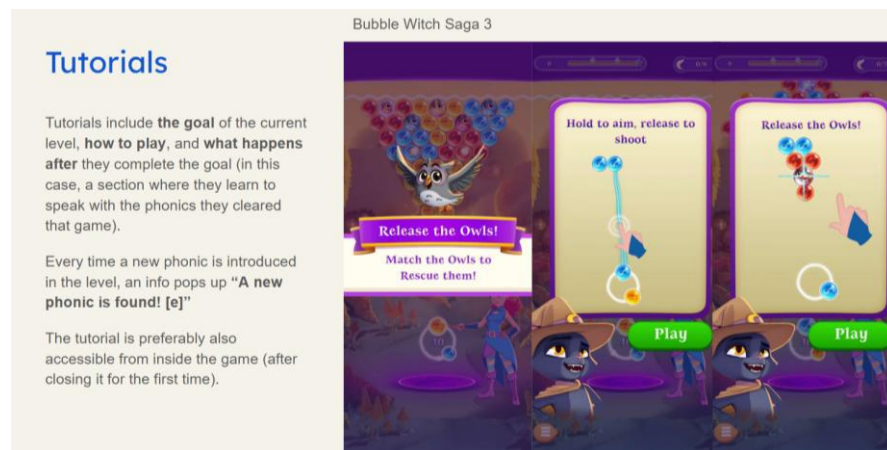 Bubble Witch Saga 3
Tutorials
Tutorials include the goal of the current
level, how to play, and what happens
after they complete the goal (in this
case, a section where they learn to
speak with the phonics they cleared
that game).
Every time a new phonic is introduced
in the level, an info pops up “A new
phonic is found! [e]”
The tutorial is preferably also
accessible from inside the game (after
closing it for the first time).
Release the Owls!
Match the Owls to
Rescue them!
10
Hold to aim, release to
shoot
Play
Release the Owls!
Play